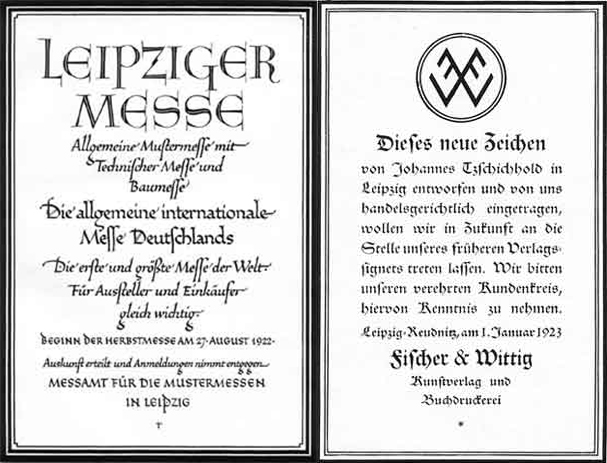 LEIPZIGER
MESSE
Allgemeine Mustermeſſe mit
Techniſcher Meſſe und
Baumeſſe
Die allgemeine internationale
Meſſe Deutſchlands
Die erſte und größte Meſſe der Welt.
Für Ausſteller und Einkäufer
gleich wichtig.
BEGINN DER HERBSTMESSE AM 27. AUGUST 1922.
Auskunft erteilt und Anmeldungen nimmt entgegen
MESSAMT FÜR DIE MUSTERMESSEN
IN LEIPZIG
T
Dieſes neue Zeichen
von Johannes Tzſchichhold in
Leipzig entworfen und von uns
handelsgerichtlich eingetragen,
wollen wir in Zukunft an die
Stelle unſeres früheren Verlags-
ſignets treten laſſen. Wir bitten
unſeren verehrten Kundenkreis,
hiervon Kenntnis zu nehmen.
Leipzig-Reudnitz, am 1. Januar 1923
Fiſcher & Wittig
Kunſtverlag und
Buchdruckerei
*